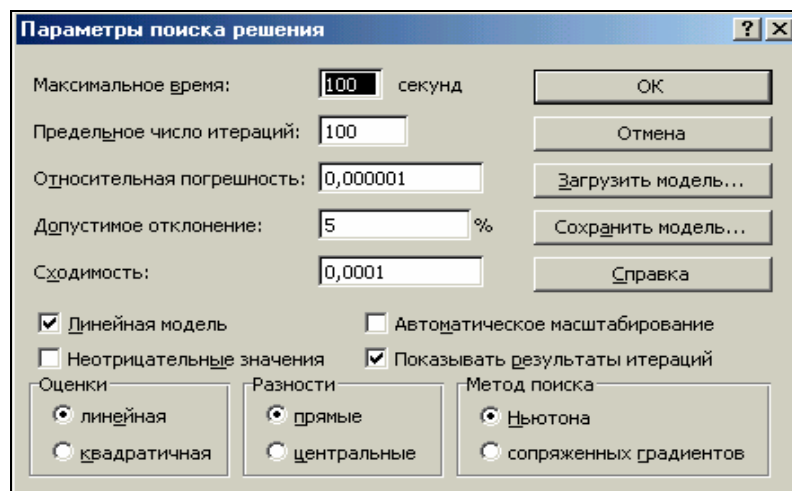 Параметры поиска решения
Максимальное время: 100 секунд
ОК
Предельное число итераций: 100
Отмена
Относительная погрешность: 0,000001
Загрузить модель...
Допустимое отклонение: 5 %
Сохранить модель...
Сходимость: 0,0001
Справка
Линейная модель
Автоматическое масштабирование
Неотрицательные значения
Показывать результаты итераций
Оценки
линейная
квадратичная
Разности
прямые
центральные
Метод поиска
Ньютона
сопряженных градиентов